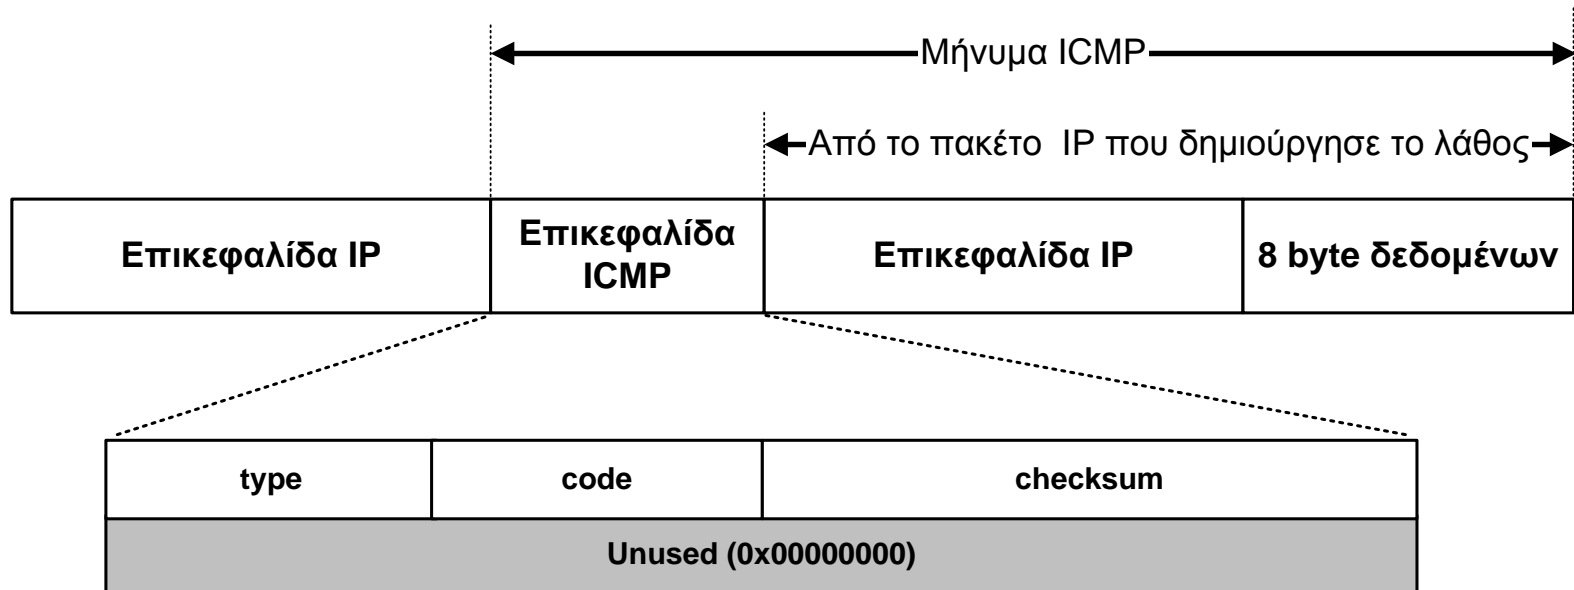 Μήνυμα ICMP
Από το πακέτο IP που δημιούργησε το λάθος
Επικεφαλίδα IP
Επικεφαλίδα
ICMP
Επικεφαλίδα IP
8 byte δεδομένων
type
code
checksum
Unused (0x00000000)